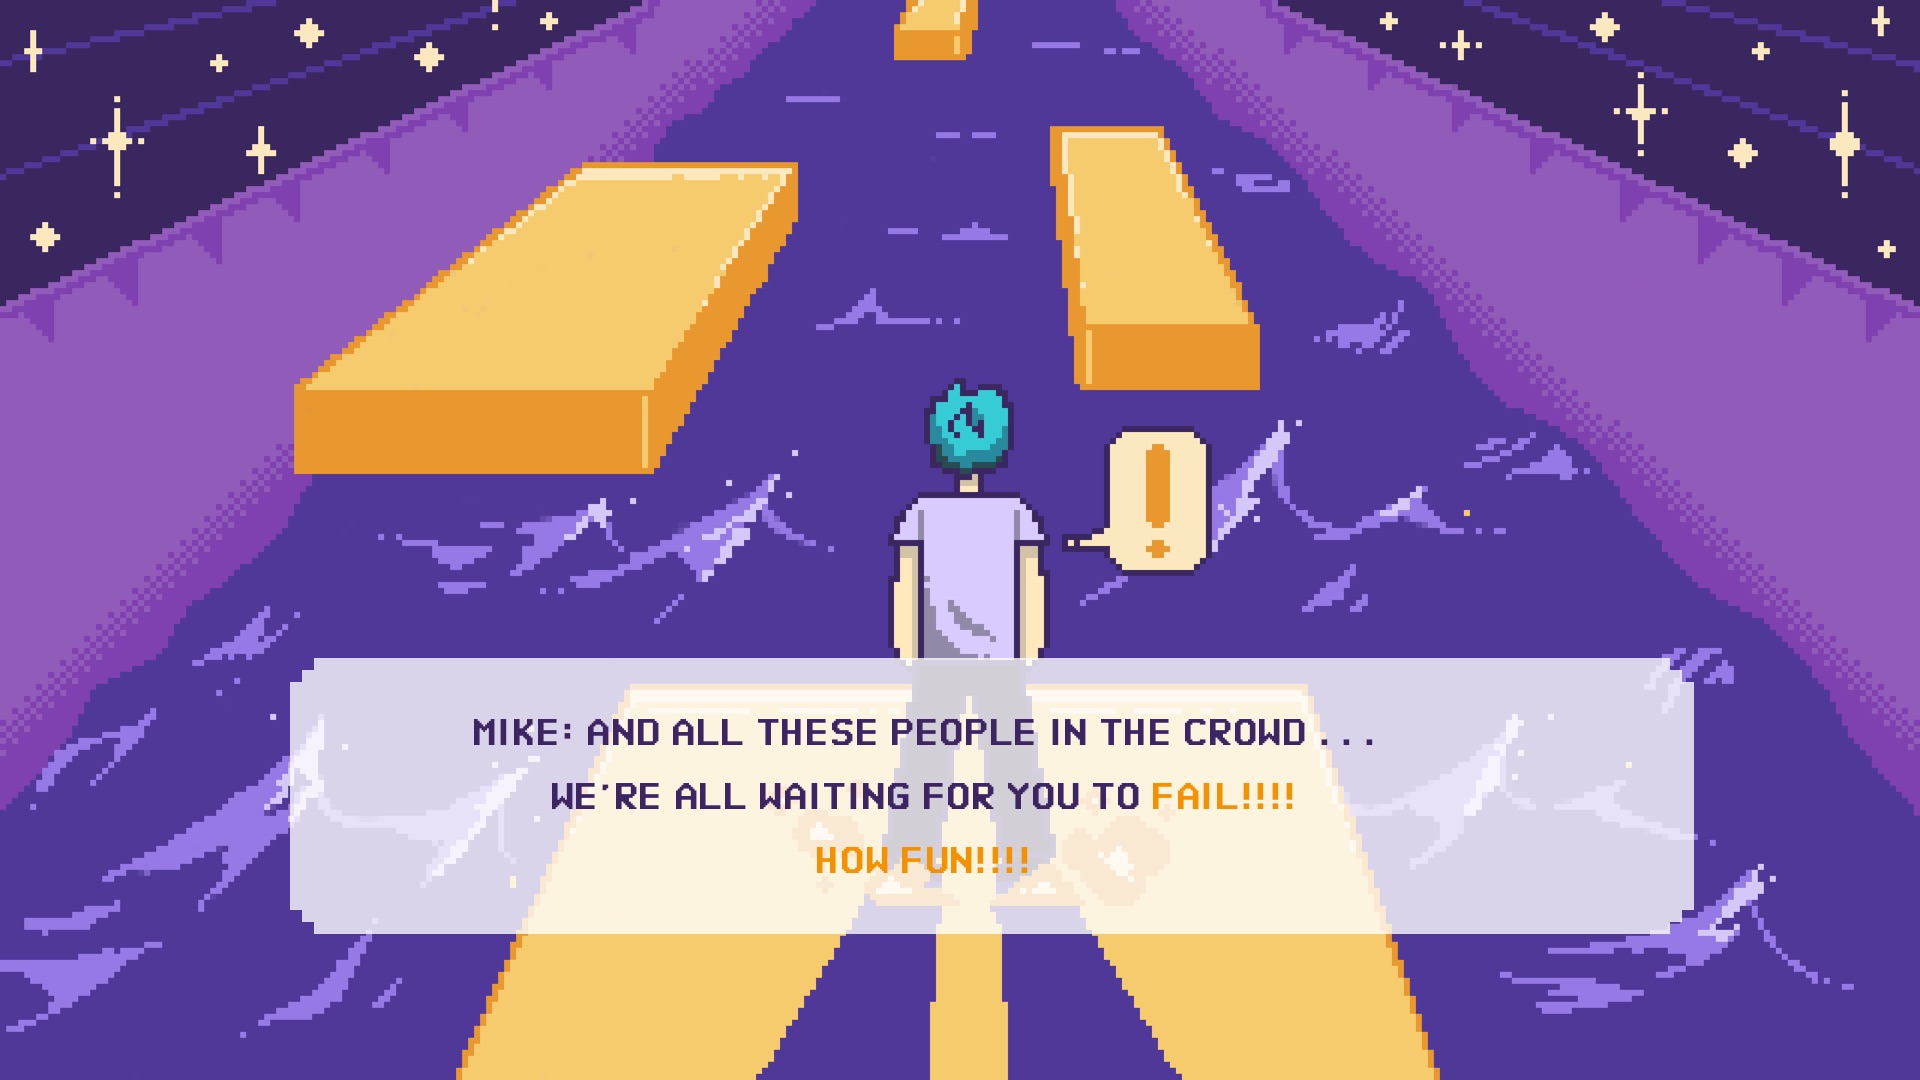 !
MIKE: AND ALL THESE PEOPLE IN THE CROWD...
WE'RE ALL WAITING FOR YOU TO FAIL!!!!
HOW FUN!!!!